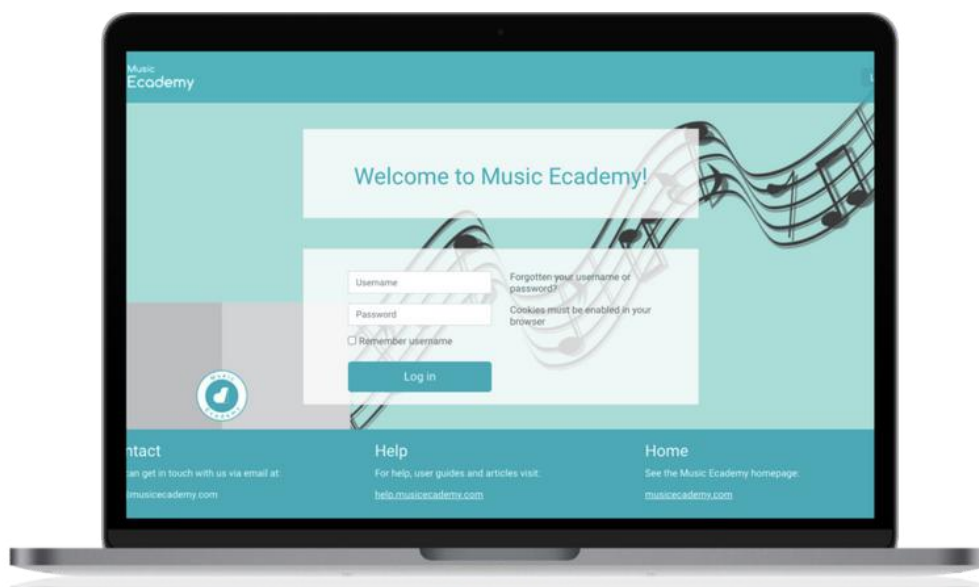 Music
Ecademy
L
Welcome to Music Ecademy!
Username
Forgotten your username or
password?
Password
Cookies must be enabled in your
browser
Remember username
Log in
Music
Ecademy
ntact
can get in touch with us via email at:
musicecademy.com
Help
For help, user guides and articles visit:
help.musicecademy.com
Home
See the Music Ecademy homepage:
musicecademy.com